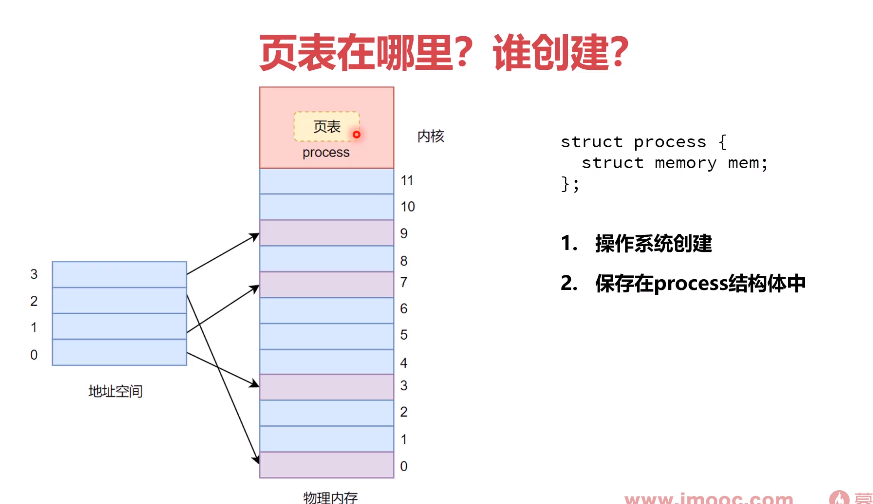 页表在哪里？谁创建？
页表
process
内核
struct process {
struct memory mem;
};
11
10
9
8
7
6
5
4
3
2
1
0
3
2
1
0
地址空间
物理内存
1. 操作系统创建
2. 保存在process结构体中
www.imooc.com
慕